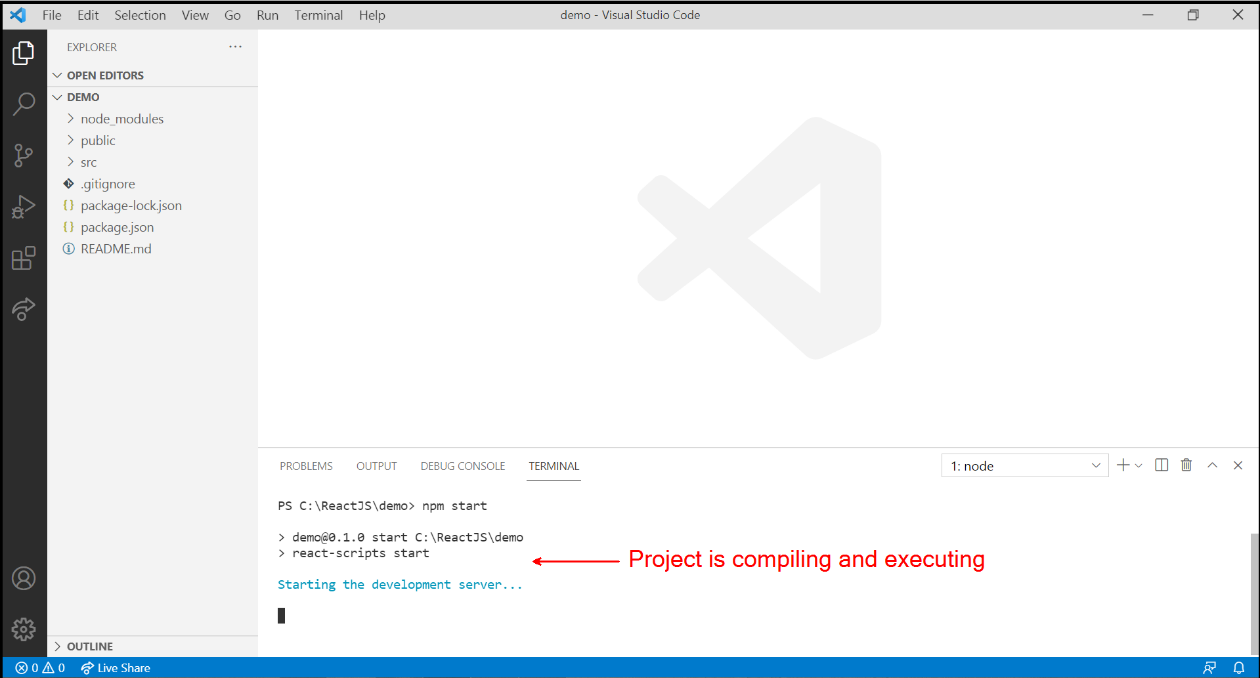 File Edit Selection View Go Run Terminal Help
demo - Visual Studio Code
EXPLORER
OPEN EDITORS
DEMO
node_modules
public
src
.gitignore
{} package-lock.json
{} package.json
README.md
OUTLINE
PROBLEMS OUTPUT DEBUG CONSOLE TERMINAL
1: node
PS C:\ReactJS\demo> npm start
> demo@0.1.0 start C:\ReactJS\demo
> react-scripts start
Project is compiling and executing
Starting the development server...
0 0 Live Share